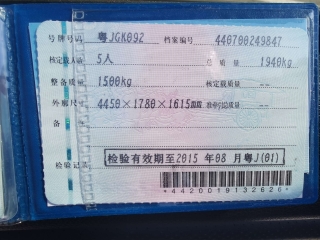 号牌号码 粤JGK092 档案编号 440700249847
核定载人数 5人 总质量 1940kg
整备质量 1500kg 核定载质量 --
外廓尺寸 4450×1780×1615mm 准牵引总质量 --
备
检验记录
检验有效期至2015年08月粤J(01)
*4420019132626*